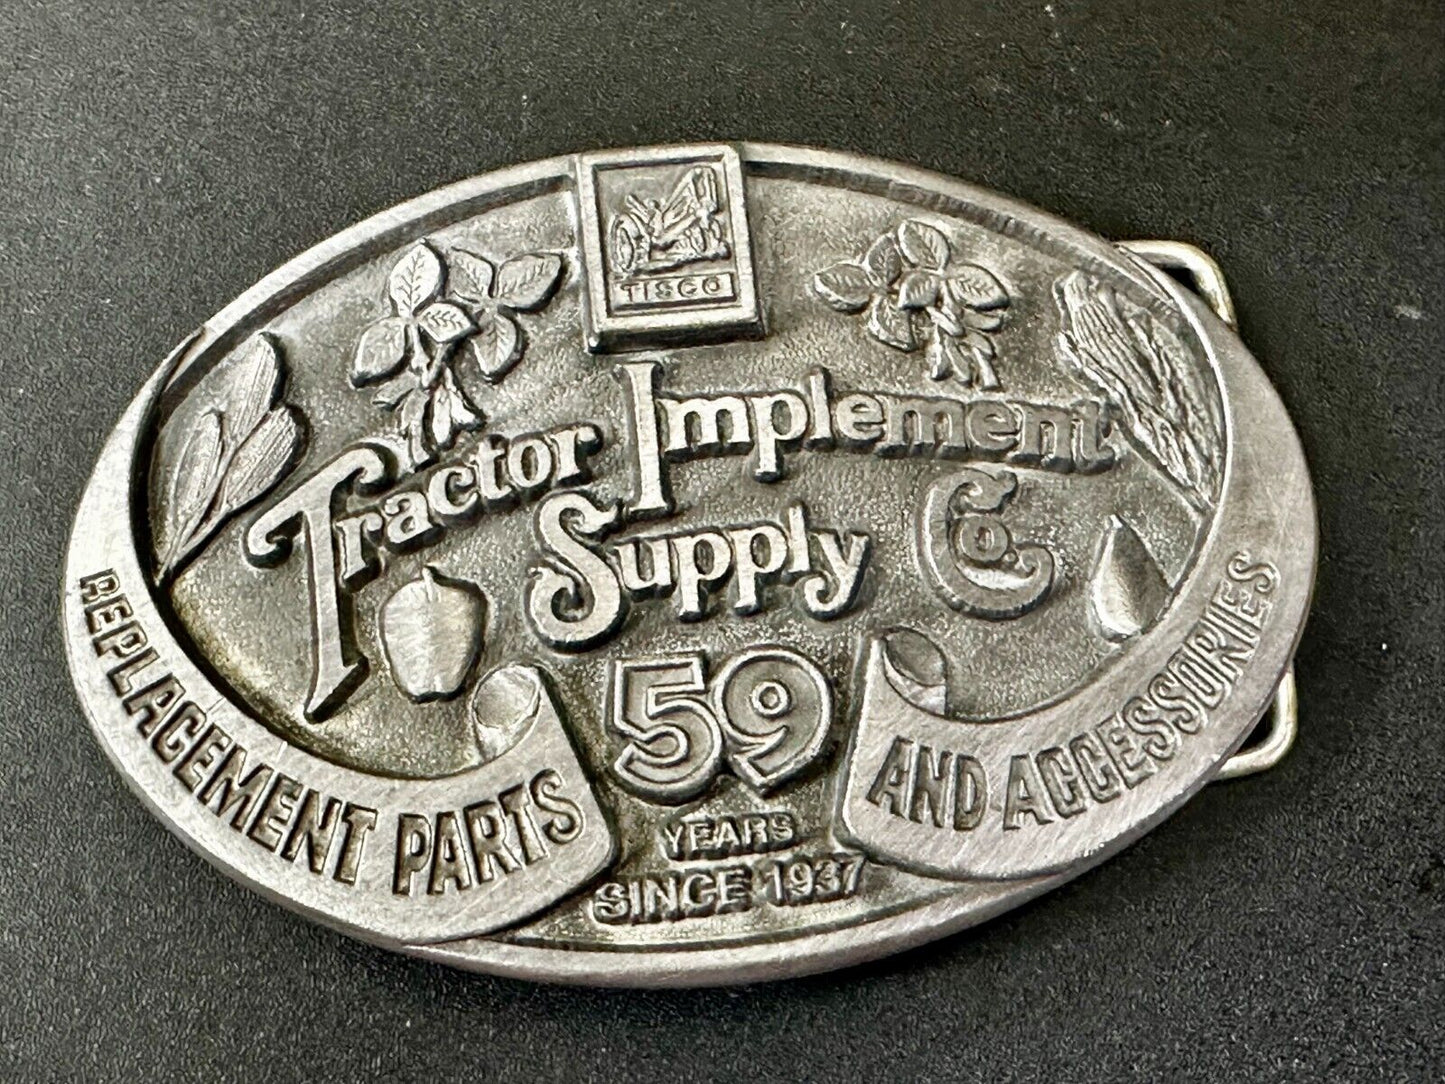 TISCO
Tractor Implement
Supply Co.
59
YEARS
SINCE 1937
REPLACEMENT PARTS
AND ACCESSORIES